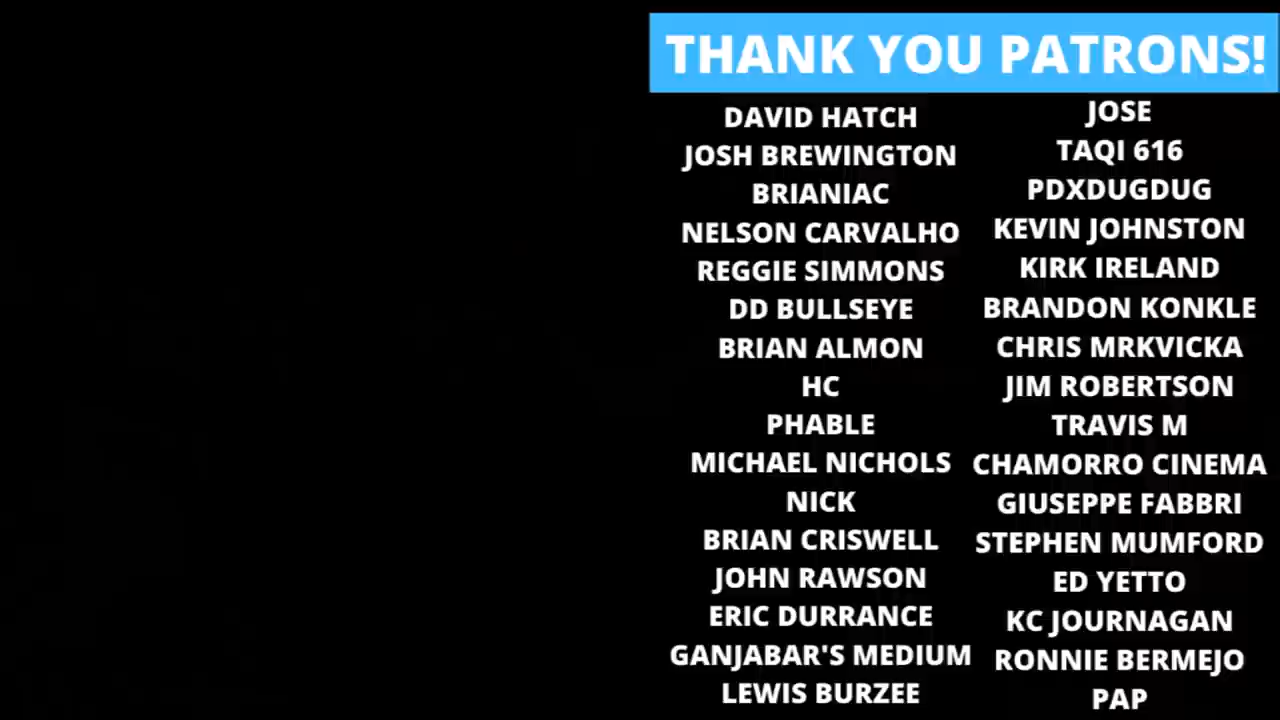 THANK YOU PATRONS!
DAVID HATCH
JOSH BREWINGTON
BRIANIAC
NELSON CARVALHO
REGGIE SIMMONS
DD BULLSEYE
BRIAN ALMON
HC
PHABLE
MICHAEL NICHOLS
NICK
BRIAN CRISWELL
JOHN RAWSON
ERIC DURRANCE
GANJABAR'S MEDIUM
LEWIS BURZEE
JOSE
TAQI 616
PDXDUGDUG
KEVIN JOHNSTON
KIRK IRELAND
BRANDON KONKLE
CHRIS MRKVICKA
JIM ROBERTSON
TRAVIS M
CHAMORRO CINEMA
GIUSEPPE FABBRI
STEPHEN MUMFORD
ED YETTO
KC JOURNAGAN
RONNIE BERMEJO
PAP